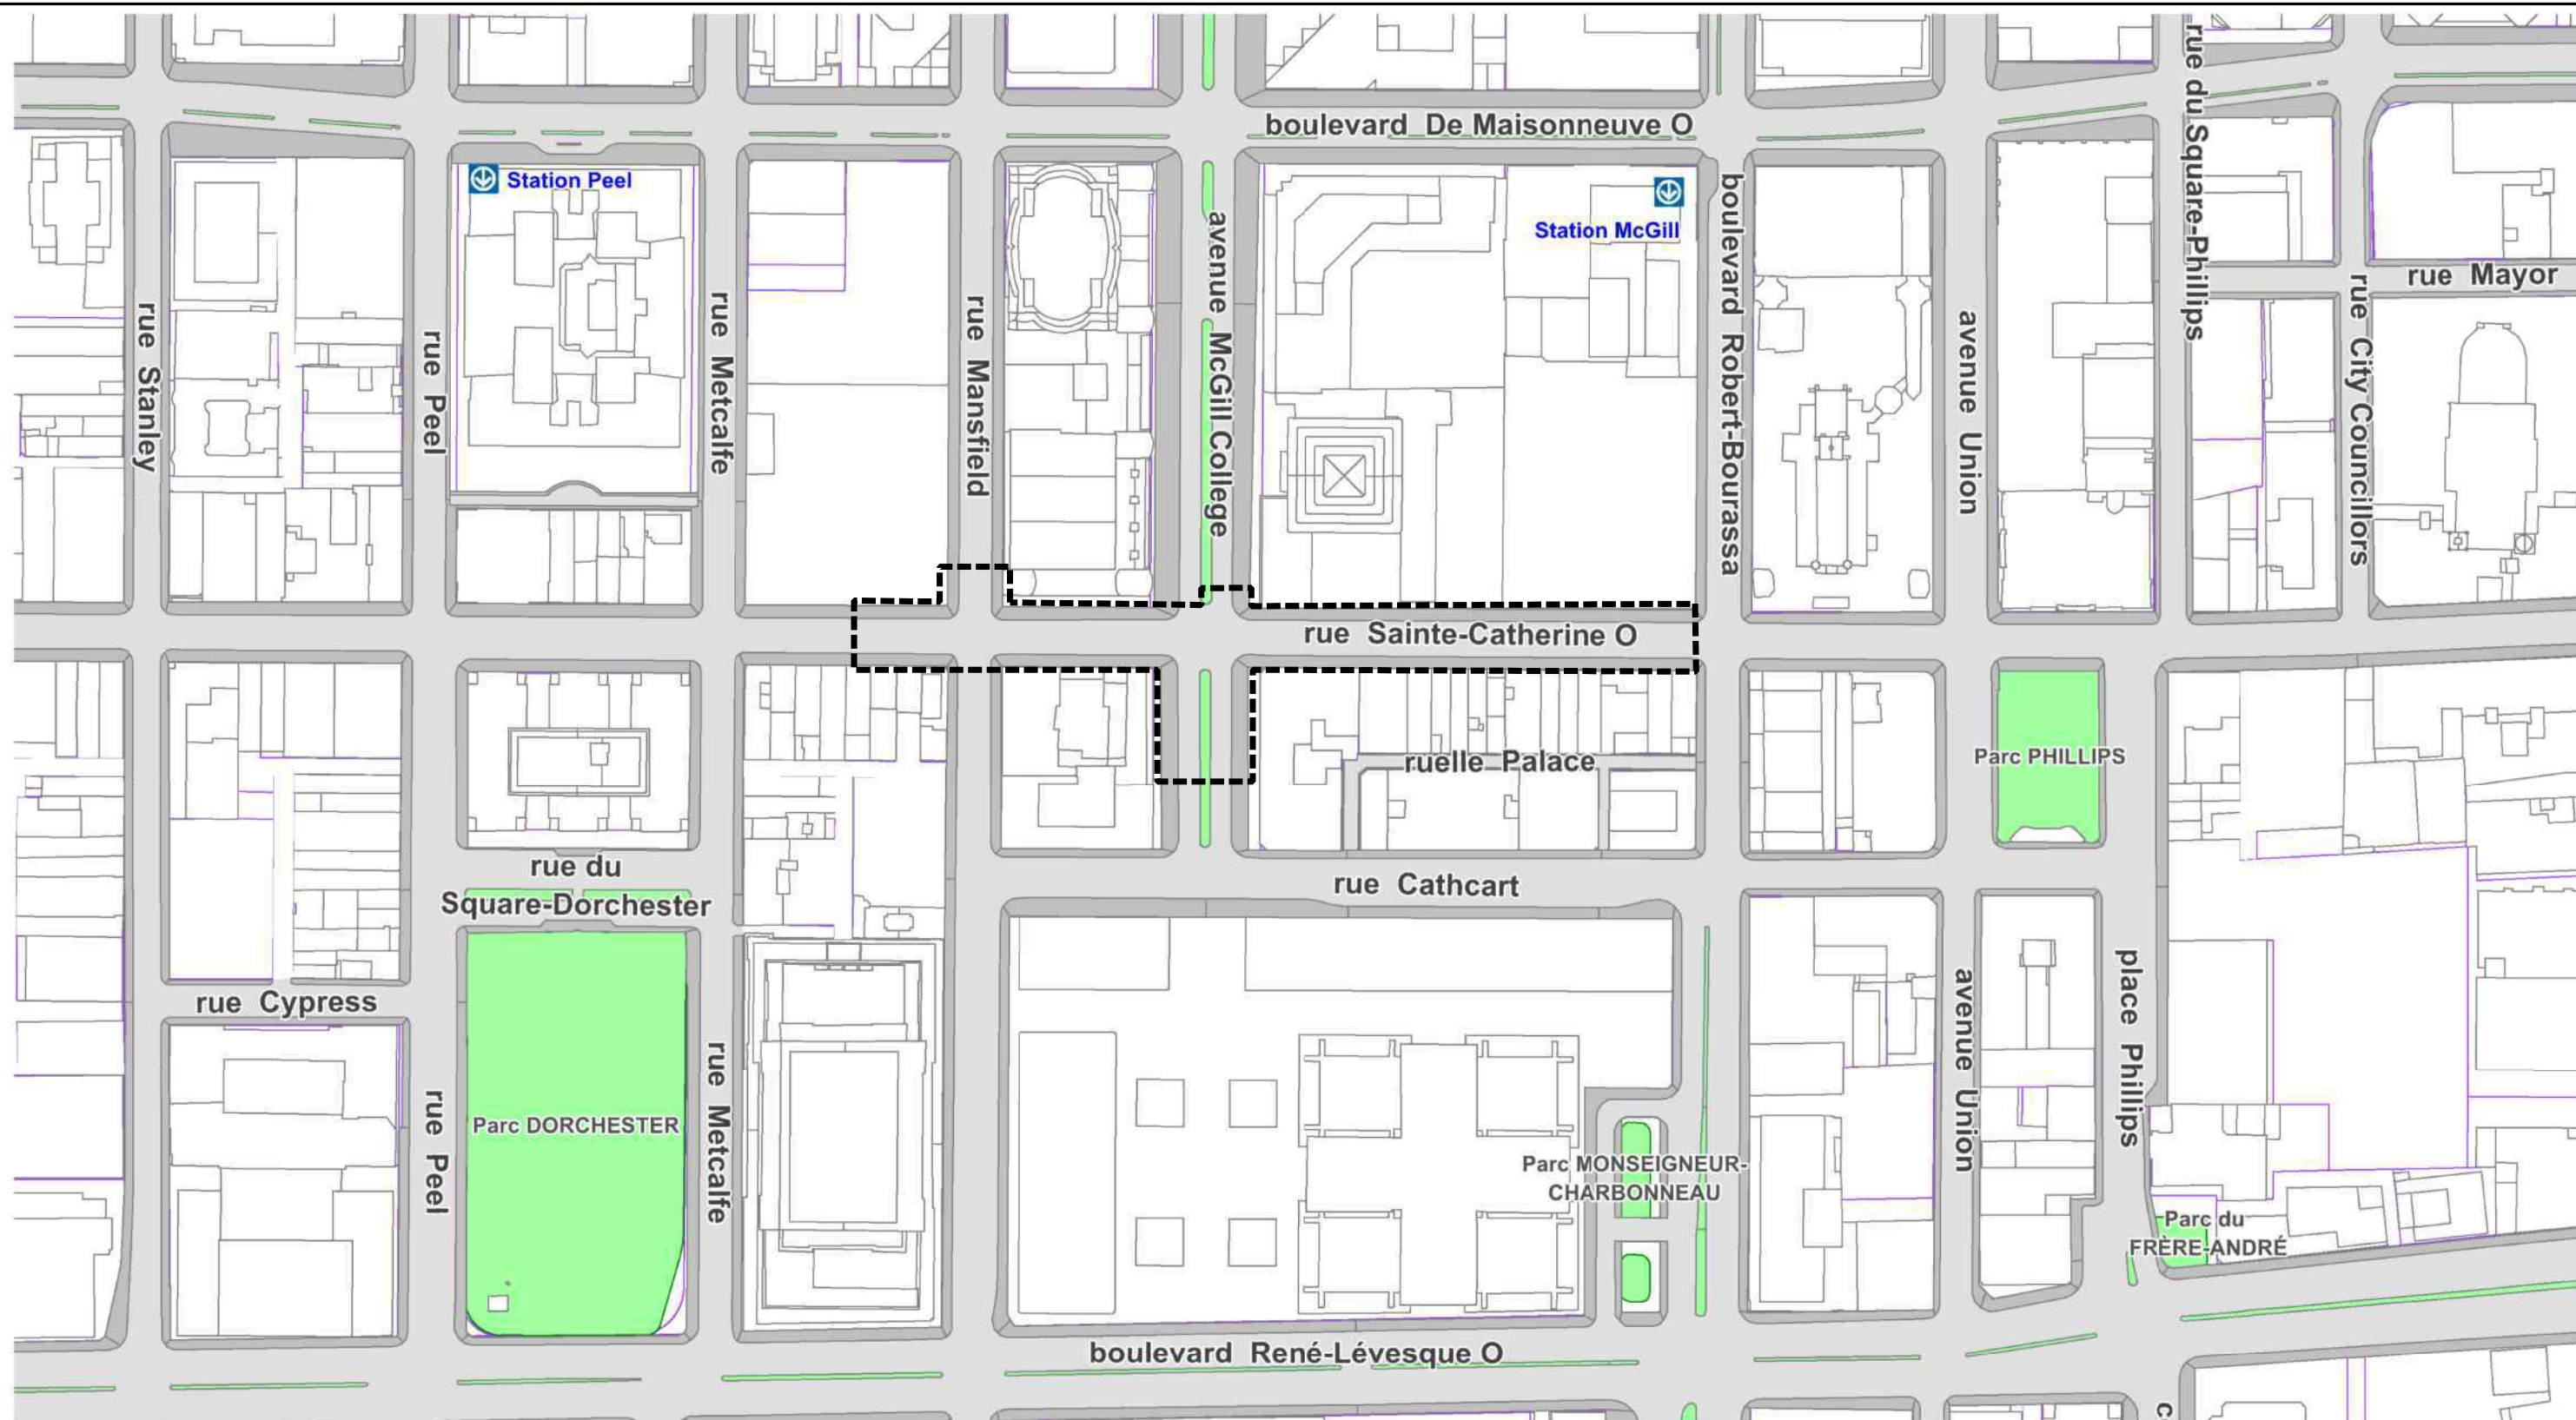 rue du Square-Phillips
boulevard De Maisonneuve O
Station Peel
Station McGill
rue Mayor
rue Stanley
rue Peel
rue Metcalfe
rue Mansfield
avenue McGill College
boulevard Robert-Bourassa
avenue Union
rue City Councillors
rue Sainte-Catherine O
ruelle Palace
Parc PHILLIPS
rue du
Square-Dorchester
rue Cathcart
rue Cypress
rue Peel
Parc DORCHESTER
rue Metcalfe
Parc MONSEIGNEUR-
CHARBONNEAU
avenue Union
place Phillips
Parc du
FRÈRE-ANDRÉ
boulevard René-Lévesque O